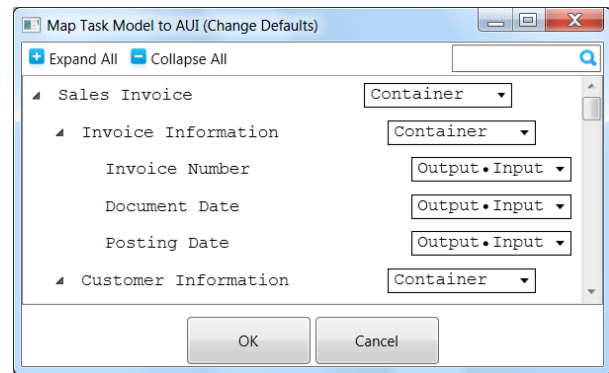 Map Task Model to AUI (Change Defaults)
Expand All Collapse All
Sales Invoice Container
Invoice Information Container
Invoice Number Output•Input
Document Date Output•Input
Posting Date Output•Input
Customer Information Container
OK Cancel